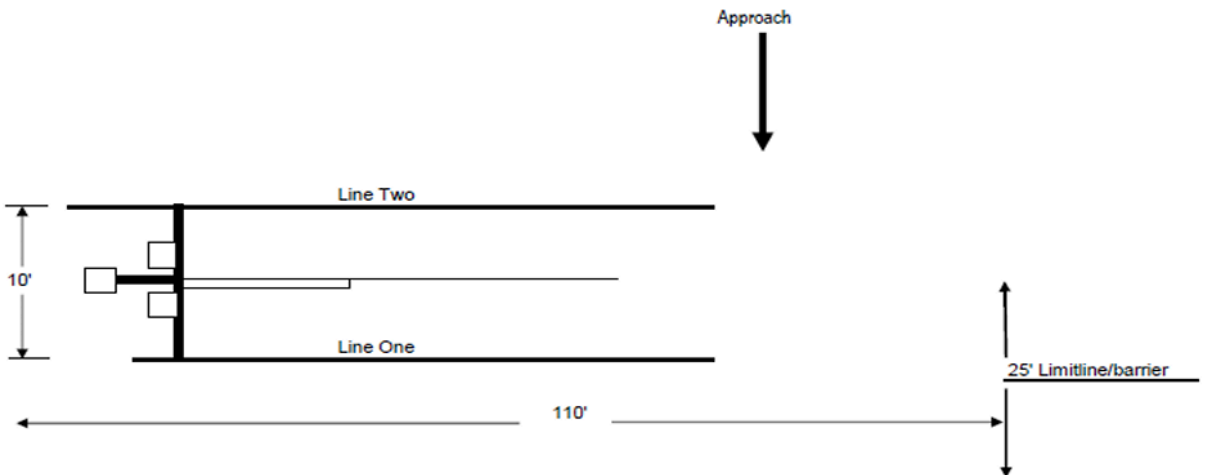 Approach
Line Two
10'
Line One
25' Limitline/barrier
110'